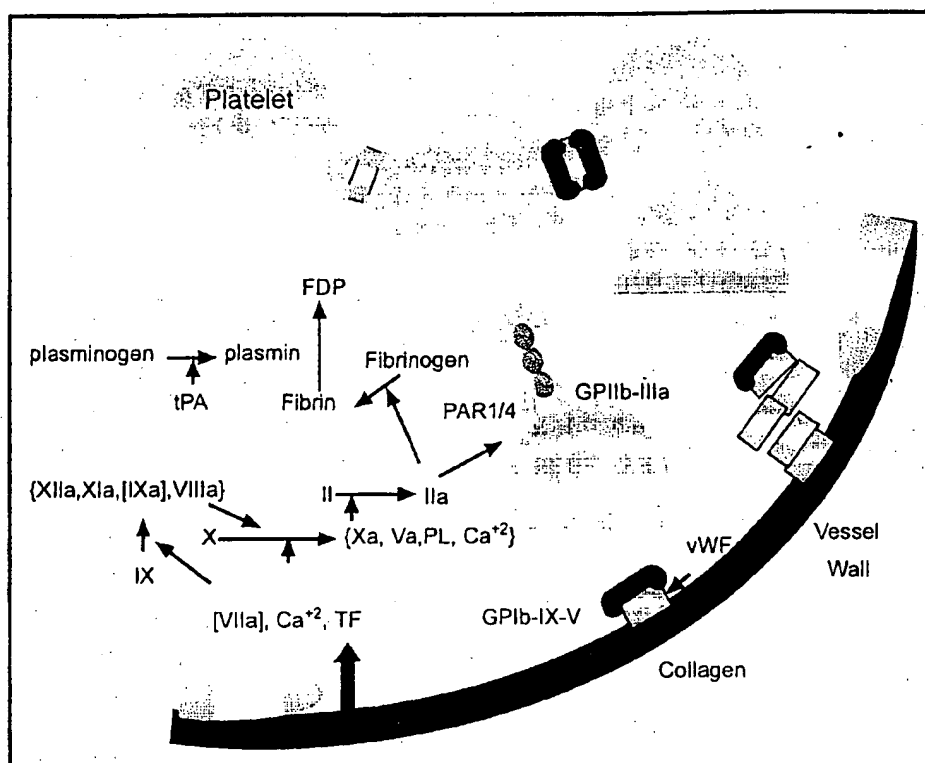 Platelet
FDP
plasminogen
plasmin
Fibrinogen
tPA
Fibrin
GPIIb-IIIa
PAR1/4
{XIIa,XIa,[IXa],VIIIa}
II
IIa
X
{Xa, Va,PL, Ca+2}
IX
vWF
Vessel
Wall
[VIIa], Ca+2, TF
GPIb-IX-V
Collagen